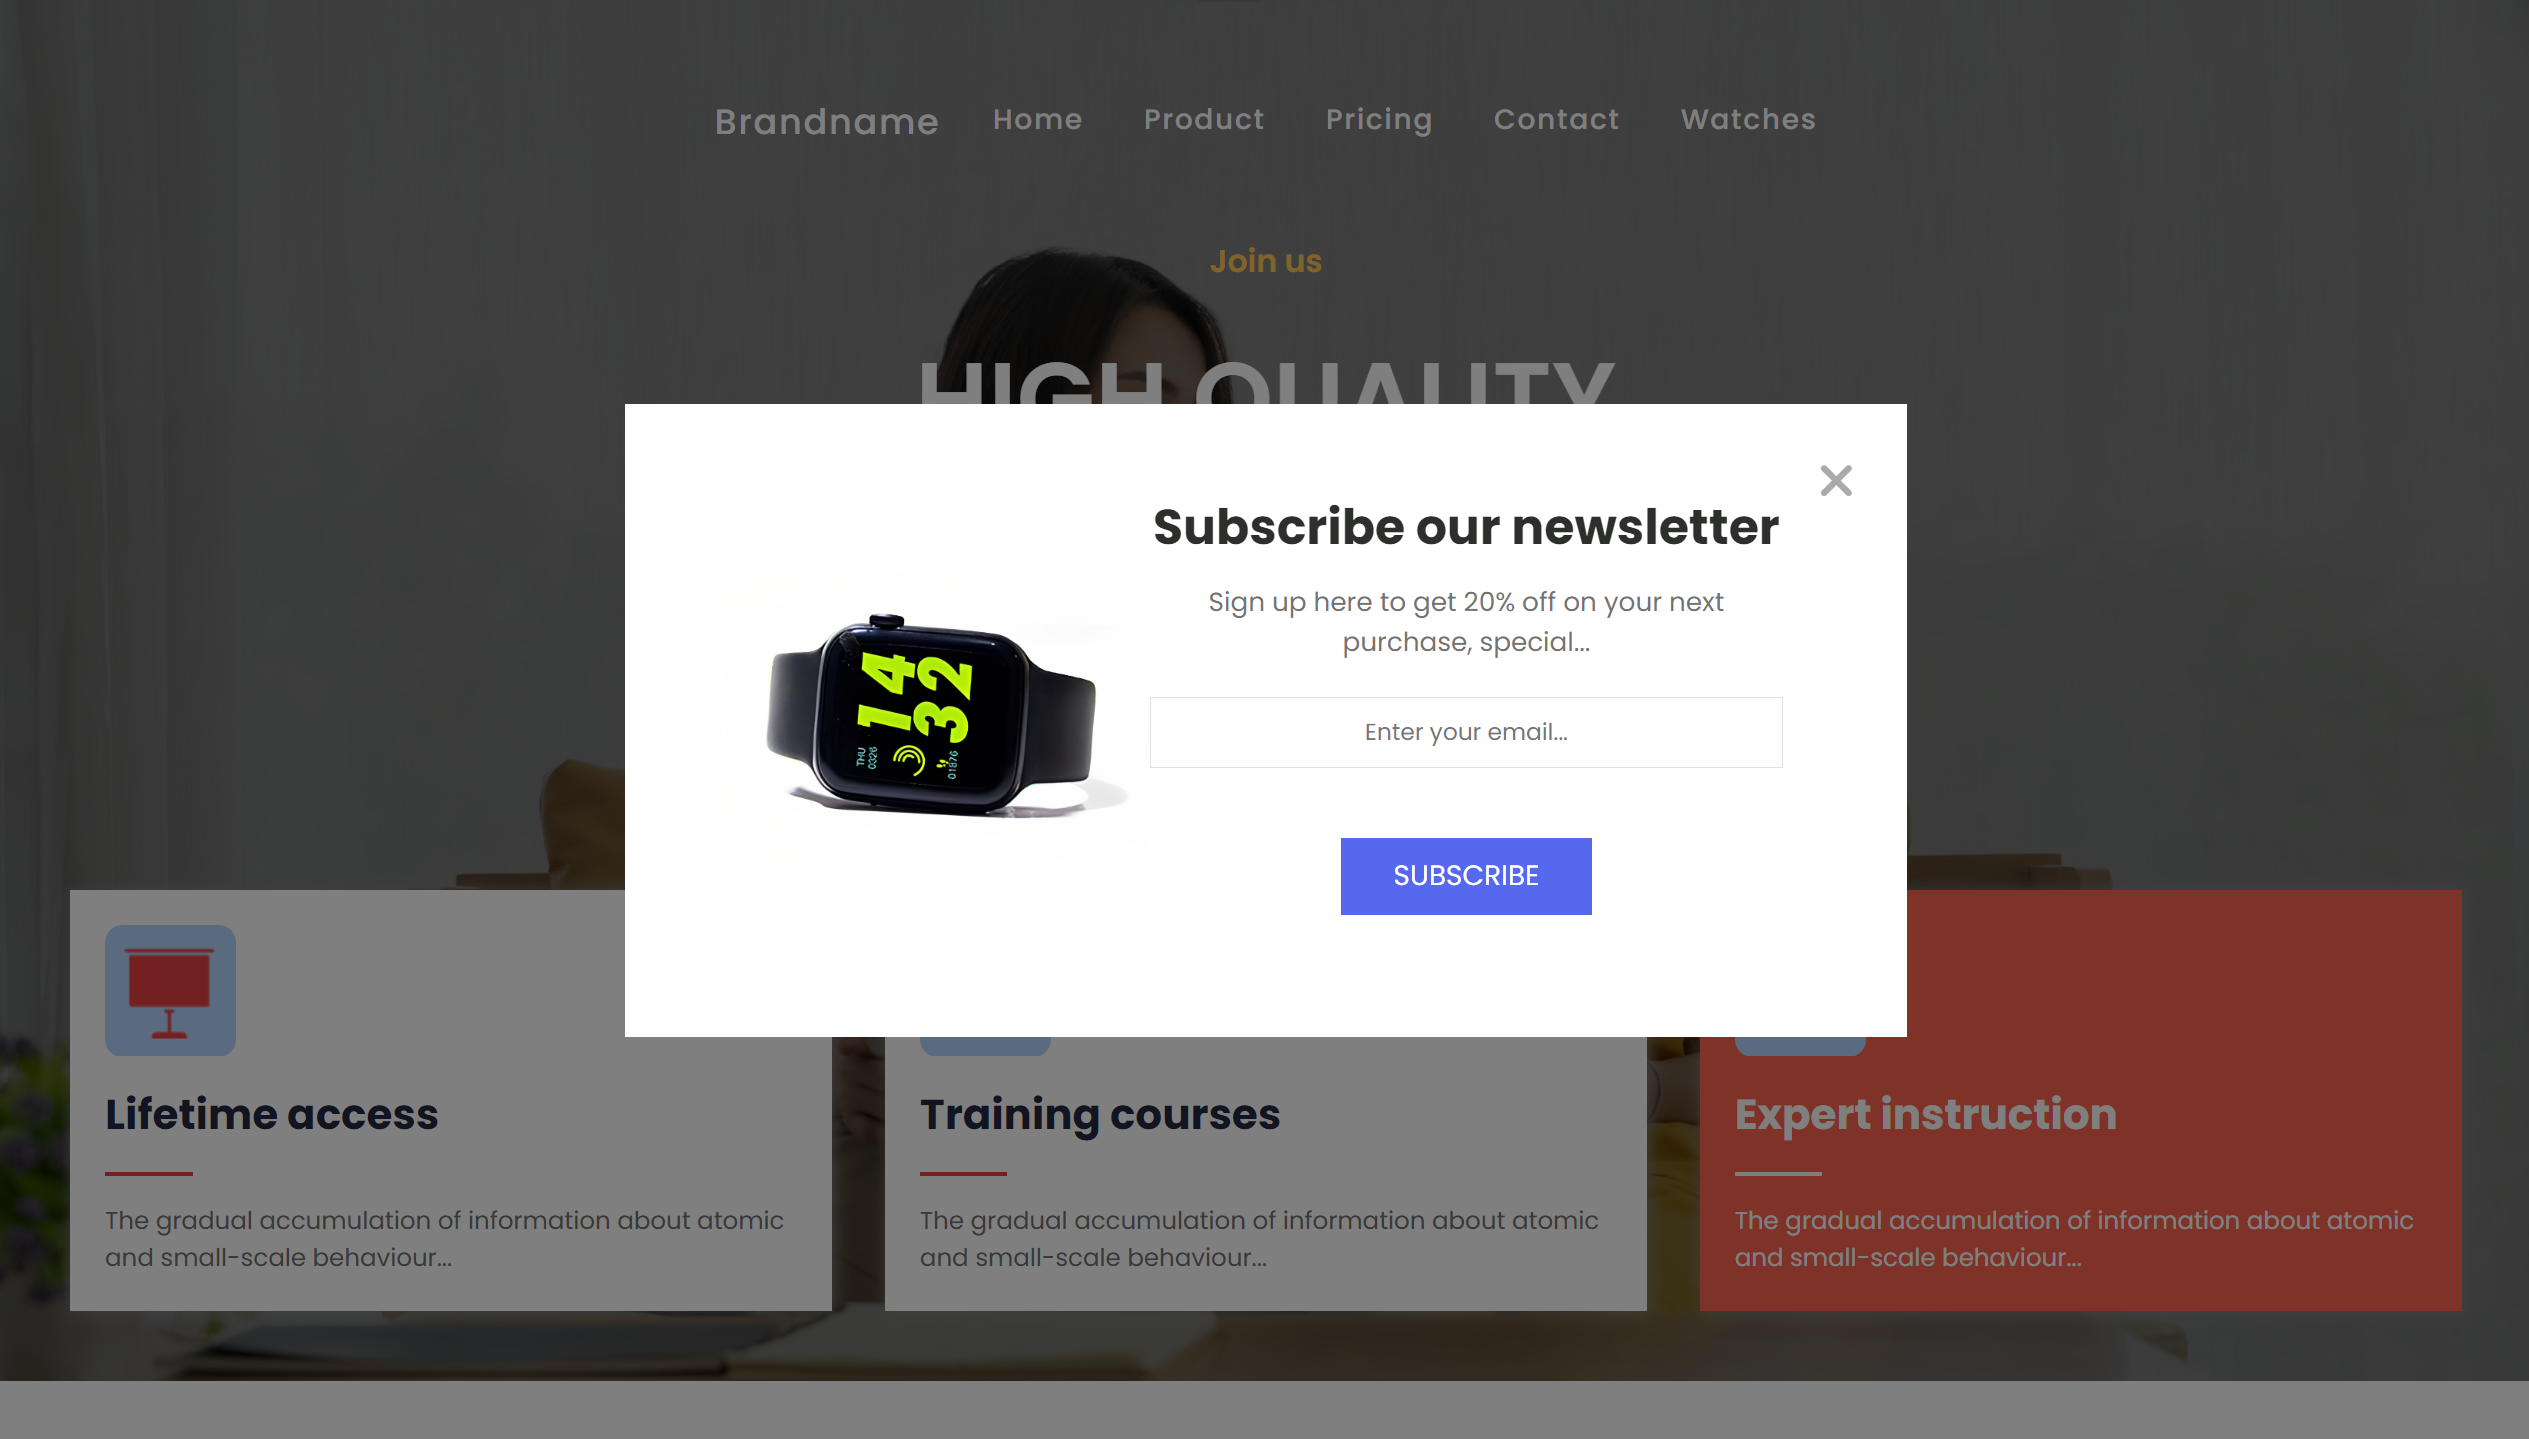 Brandname Home Product Pricing Contact Watches
Join us
HIGH QUALITY
Subscribe our newsletter
Sign up here to get 20% off on your next
purchase, special...
Enter your email...
SUBSCRIBE
14
32
THU
0326
01876
Lifetime access
The gradual accumulation of information about atomic
and small-scale behaviour...
Training courses
The gradual accumulation of information about atomic
and small-scale behaviour...
Expert instruction
The gradual accumulation of information about atomic
and small-scale behaviour...